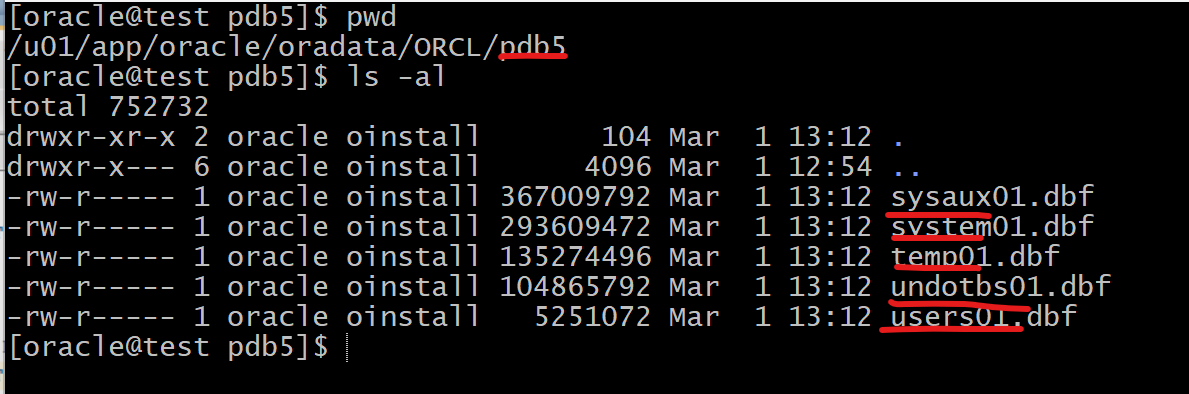 [oracle@test pdb5]$ pwd
/u01/app/oracle/oradata/ORCL/pdb5
[oracle@test pdb5]$ ls -al
total 752732
drwxr-xr-x 2 oracle oinstall       104 Mar  1 13:12 .
drwxr-x--- 6 oracle oinstall      4096 Mar  1 12:54 ..
-rw-r----- 1 oracle oinstall 367009792 Mar  1 13:12 sysaux01.dbf
-rw-r----- 1 oracle oinstall 293609472 Mar  1 13:12 system01.dbf
-rw-r----- 1 oracle oinstall 135274496 Mar  1 13:12 temp01.dbf
-rw-r----- 1 oracle oinstall 104865792 Mar  1 13:12 undotbs01.dbf
-rw-r----- 1 oracle oinstall   5251072 Mar  1 13:12 users01.dbf
[oracle@test pdb5]$